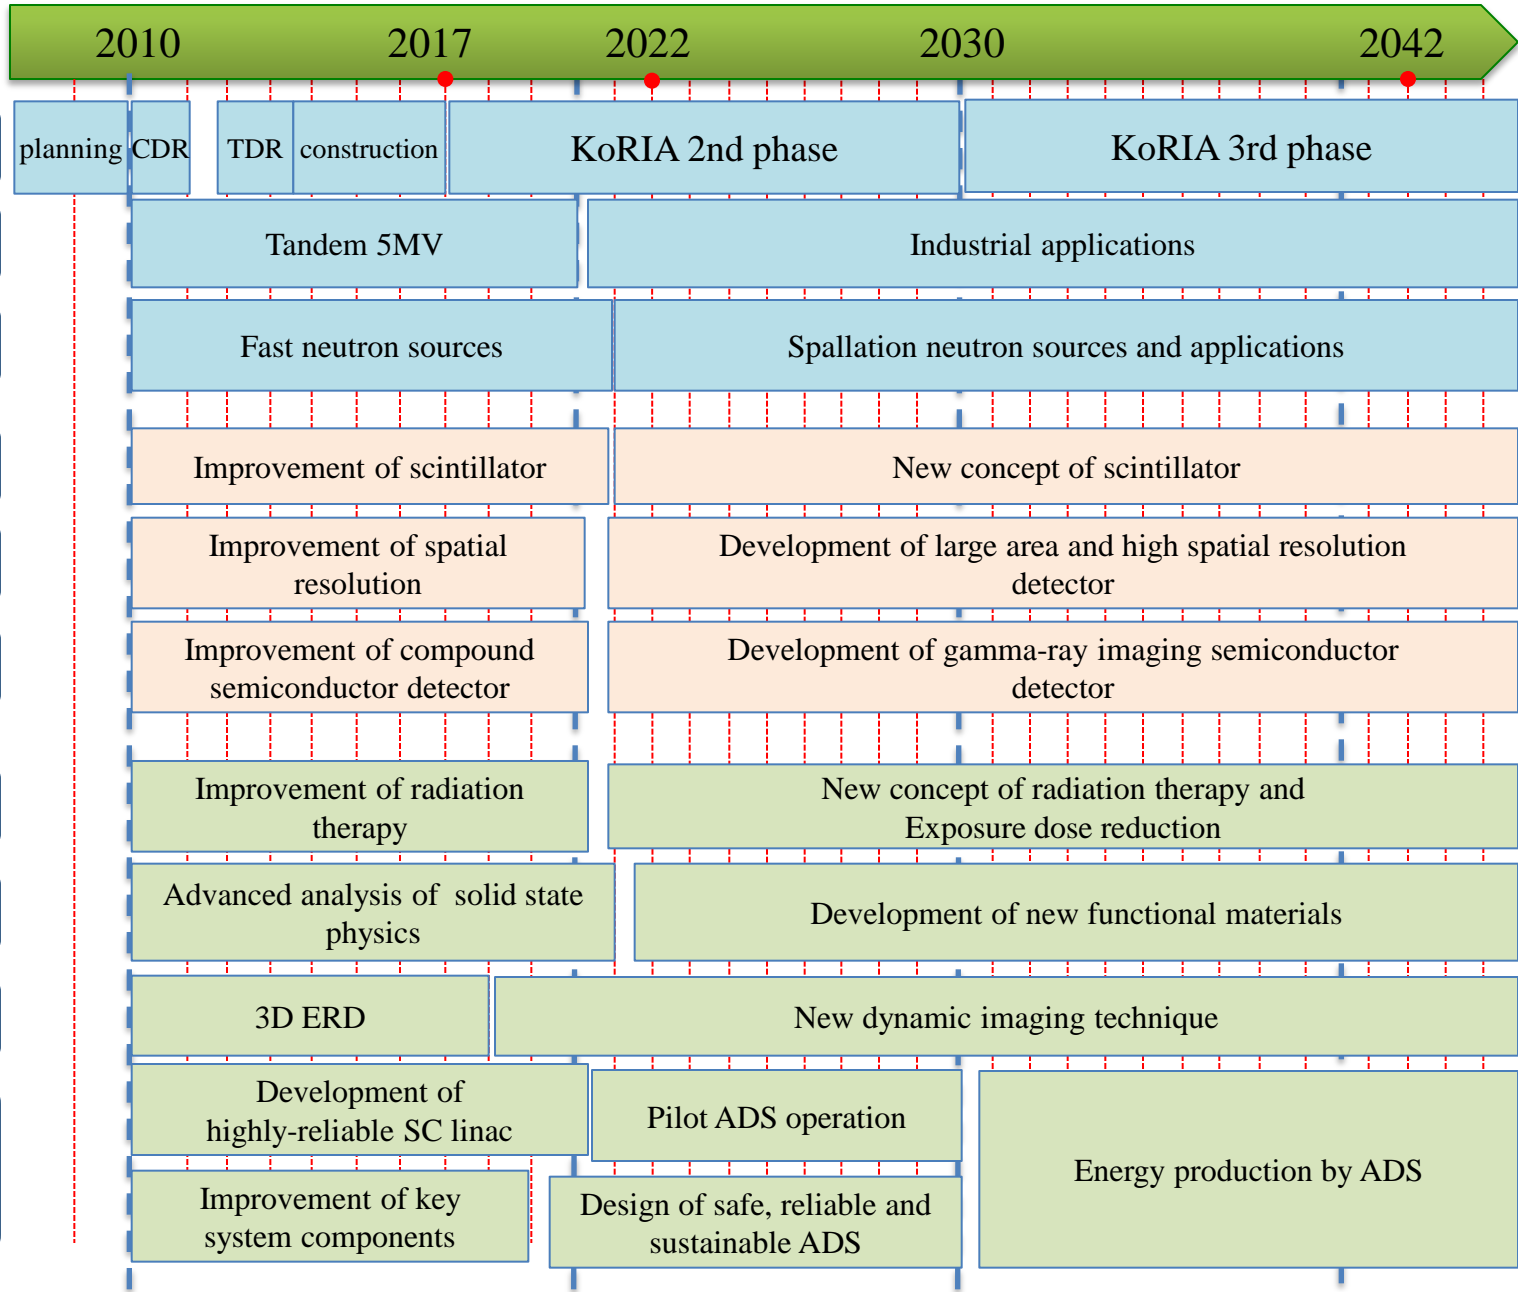 2010 2017 2022 2030 2042
planning CDR TDR construction KoRIA 2nd phase KoRIA 3rd phase
Tandem 5MV
Industrial applications
Fast neutron sources
Spallation neutron sources and applications
Improvement of scintillator
New concept of scintillator
Improvement of spatial
resolution
Development of large area and high spatial resolution
detector
Improvement of compound
semiconductor detector
Development of gamma-ray imaging semiconductor
detector
Improvement of radiation
therapy
New concept of radiation therapy and
Exposure dose reduction
Advanced analysis of solid state
physics
Development of new functional materials
3D ERD
New dynamic imaging technique
Development of
highly-reliable SC linac
Pilot ADS operation
Energy production by ADS
Improvement of key
system components
Design of safe, reliable and
sustainable ADS